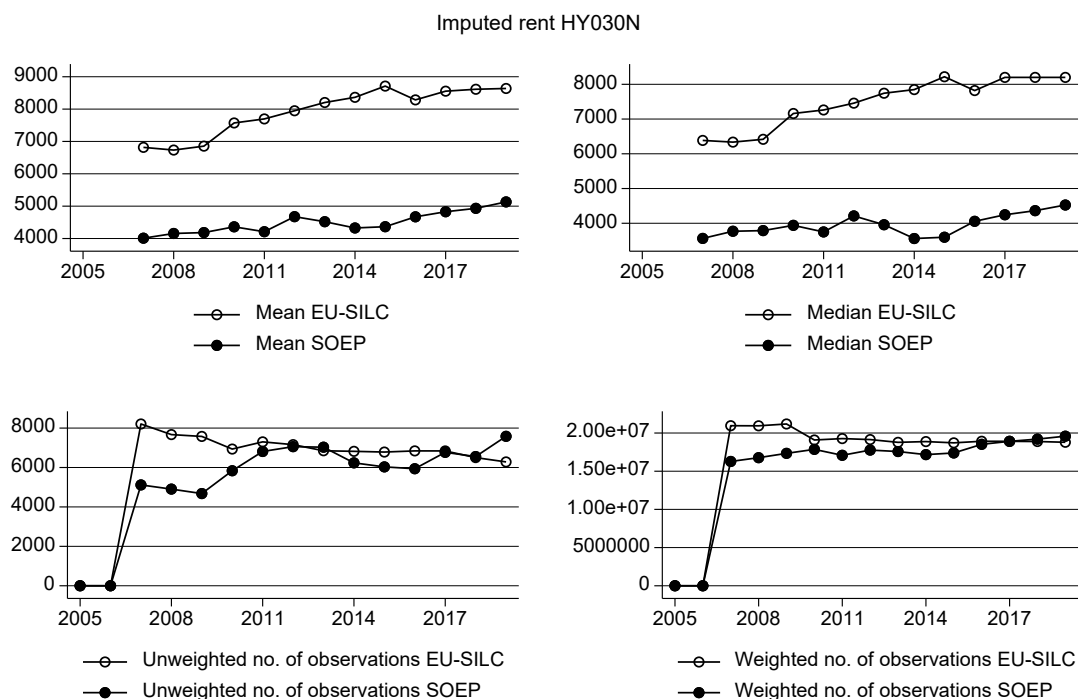 Imputed rent HY030N
9000
8000
7000
6000
5000
4000
2005 2008 2011 2014 2017
Mean EU-SILC
Mean SOEP
8000
7000
6000
5000
4000
2005 2008 2011 2014 2017
Median EU-SILC
Median SOEP
8000
6000
4000
2000
0
2005 2008 2011 2014 2017
Unweighted no. of observations EU-SILC
Unweighted no. of observations SOEP
2.00e+07
1.50e+07
1.00e+07
5000000
0
2005 2008 2011 2014 2017
Weighted no. of observations EU-SILC
Weighted no. of observations SOEP